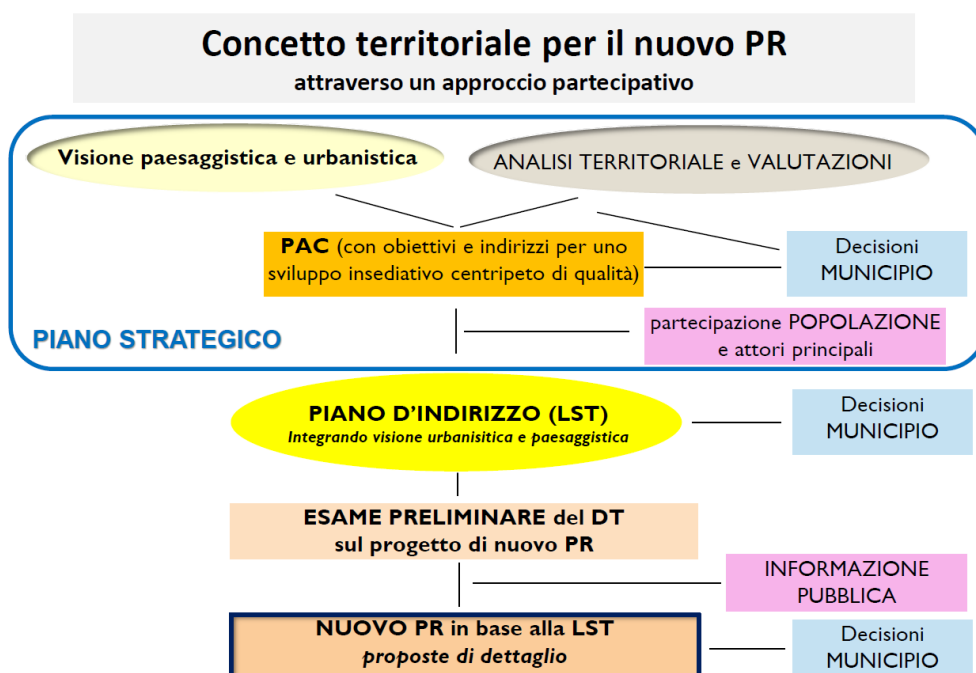 Concetto territoriale per il nuovo PR
attraverso un approccio partecipativo
Visione paesaggistica e urbanistica
ANALISI TERRITORIALE e VALUTAZIONI
PAC (con obiettivi e indirizzi per uno
sviluppo insediativo centripeto di qualità)
Decisioni
MUNICIPIO
PIANO STRATEGICO
partecipazione POPOLAZIONE
e attori principali
PIANO D'INDIRIZZO (LST)
Integrando visione urbanisitica e paesaggistica
Decisioni
MUNICIPIO
ESAME PRELIMINARE del DT
sul progetto di nuovo PR
INFORMAZIONE
PUBBLICA
NUOVO PR in base alla LST
proposte di dettaglio
Decisioni
MUNICIPIO